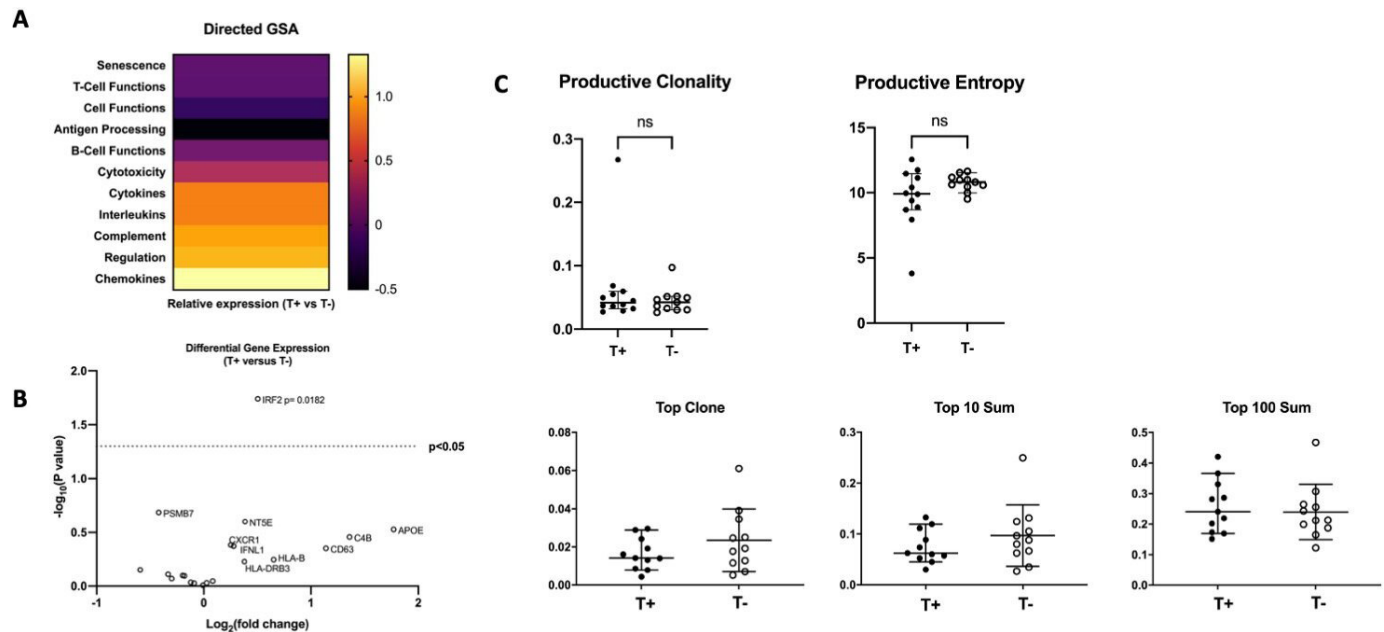 A
Directed GSA
Senescence
T-Cell Functions
Cell Functions
Antigen Processing
B-Cell Functions
Cytotoxicity
Cytokines
Interleukins
Complement
Regulation
Chemokines
1.0
0
-0.5
Relative expression (T+ vs T-)
B
Differential Gene Expression
(T+ versus T-)
2.0
1.5
1.0
0.5
0.0
-log10(P value)
IRF2 p= 0.0182
p<0.05
PSMB7
NT5E
CXCR1
IFNL1
HLA-B
HLA-DRB3
C4B
CD63
APOE
-1
0
1
2
Log2(fold change)
C
Productive Clonality
ns
0.3
0.2
0.1
0.0
T+
T-
Productive Entropy
ns
15
10
5
0
T+
T-
Top Clone
0.08
0.06
0.04
0.02
0.00
T+
T-
Top 10 Sum
0.3
0.2
0.1
0.0
T+
T-
Top 100 Sum
0.5
0.4
0.3
0.2
0.1
0.0
T+
T-